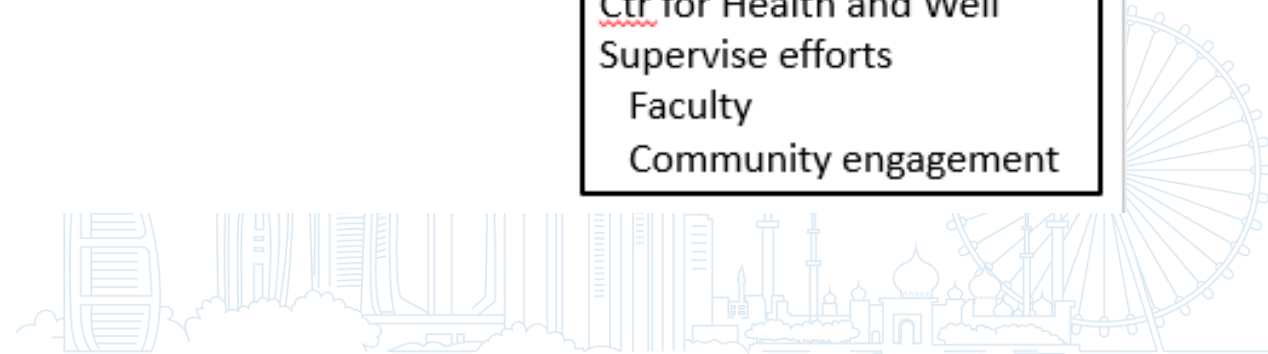 Ctr for Health and Well
Supervise efforts
Faculty
Community engagement